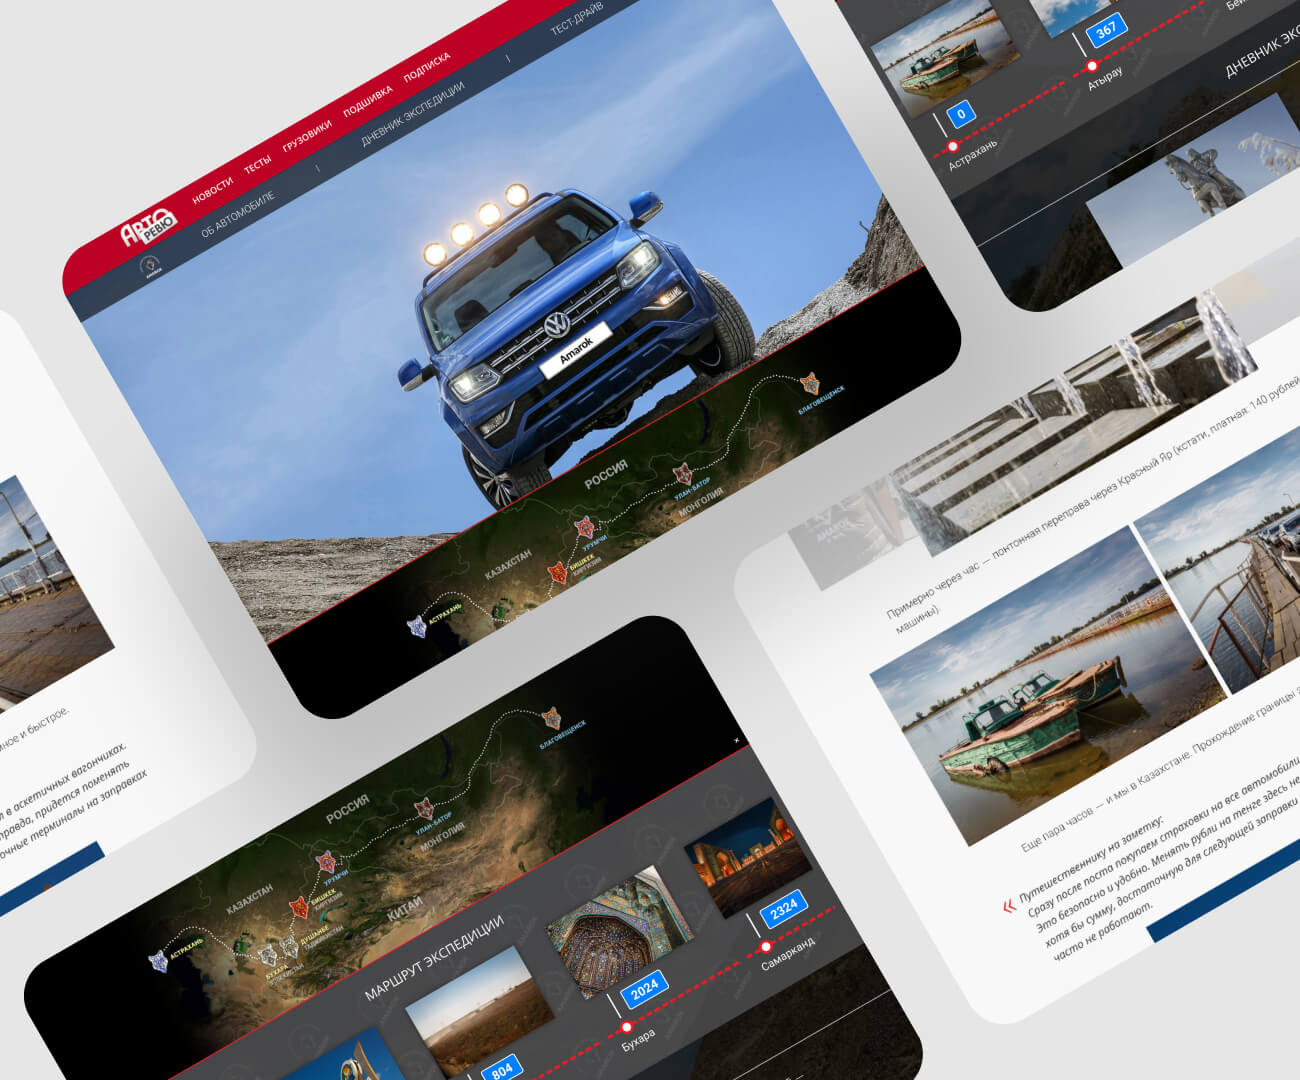 АВТО
РЕВЮ
НОВОСТИ ТЕСТЫ ГРУЗОВИКИ ПОДШИВКА ПОДПИСКА
AMAROK
ОБ АВТОМОБИЛЕ | ДНЕВНИК ЭКСПЕДИЦИИ | ТЕСТ-ДРАЙВ
Amarok
РОССИЯ
КАЗАХСТАН
МОНГОЛИЯ
АСТРАХАНЬ
БИШКЕК
КИРГИЗИЯ
УРУМЧИ
УЛАН-БАТОР
БЛАГОВЕЩЕНСК
0
Астрахань
367
Атырау
ДНЕВНИК
Примерно через час — понтонная переправа через Красный Яр (кстати, платная: 140 рублей
машины).
Еще пара часов — и мы в Казахстане. Прохождение границы
« Путешественнику на заметку:
Сразу после поста покупаем страховки на все автомобили
Это безопасно и удобно. Менять рубли на тенге здесь не
хотя бы сумму, достаточную для следующей заправки
часто не работают.
и быстрое.
в аскетичных вагончиках.
придется поменять
терминалы на заправках
РОССИЯ
КАЗАХСТАН
МОНГОЛИЯ
КИТАЙ
АСТРАХАНЬ
БУХАРА
УЗБЕКИСТАН
ДУШАНБЕ
ТАДЖИКИСТАН
БИШКЕК
КИРГИЗИЯ
УРУМЧИ
УЛАН-БАТОР
БЛАГОВЕЩЕНСК
×
МАРШРУТ ЭКСПЕДИЦИИ
804
2024
Бухара
2324
Самарканд